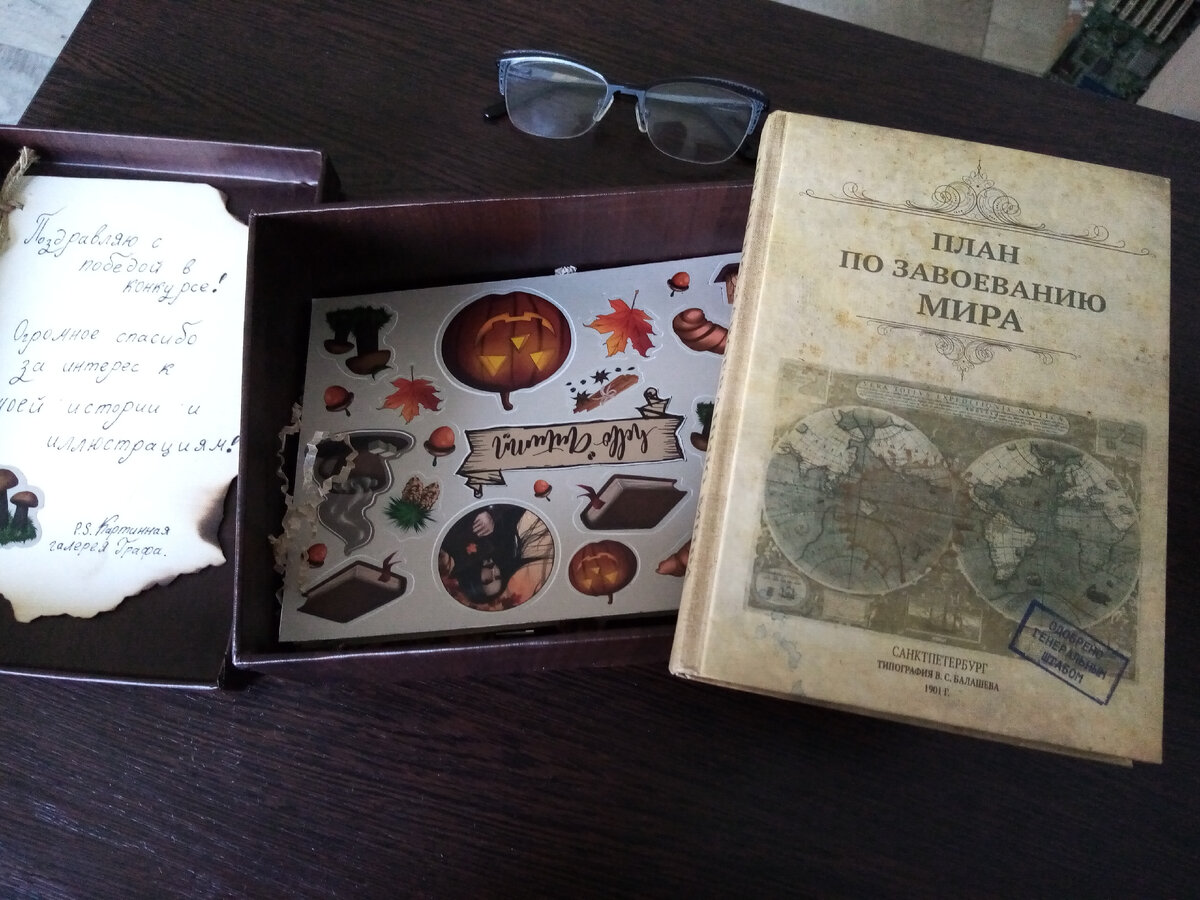 Поздравляю с
победой в
конкурсе!
Огромное спасибо
за интерес к
моей истории и
иллюстрациям!
P.S. Картинная
галерея Графа.
hello Autumn
ПЛАН
ПО ЗАВОЕВАНИЮ
МИРА
ОДОБРЕНО
ГЕНЕРАЛЬНЫМ
ШТАБОМ
САНКТПЕТЕРБУРГ
ТИПОГРАФИЯ В. С. БАЛАШЕВА
1901 Г.